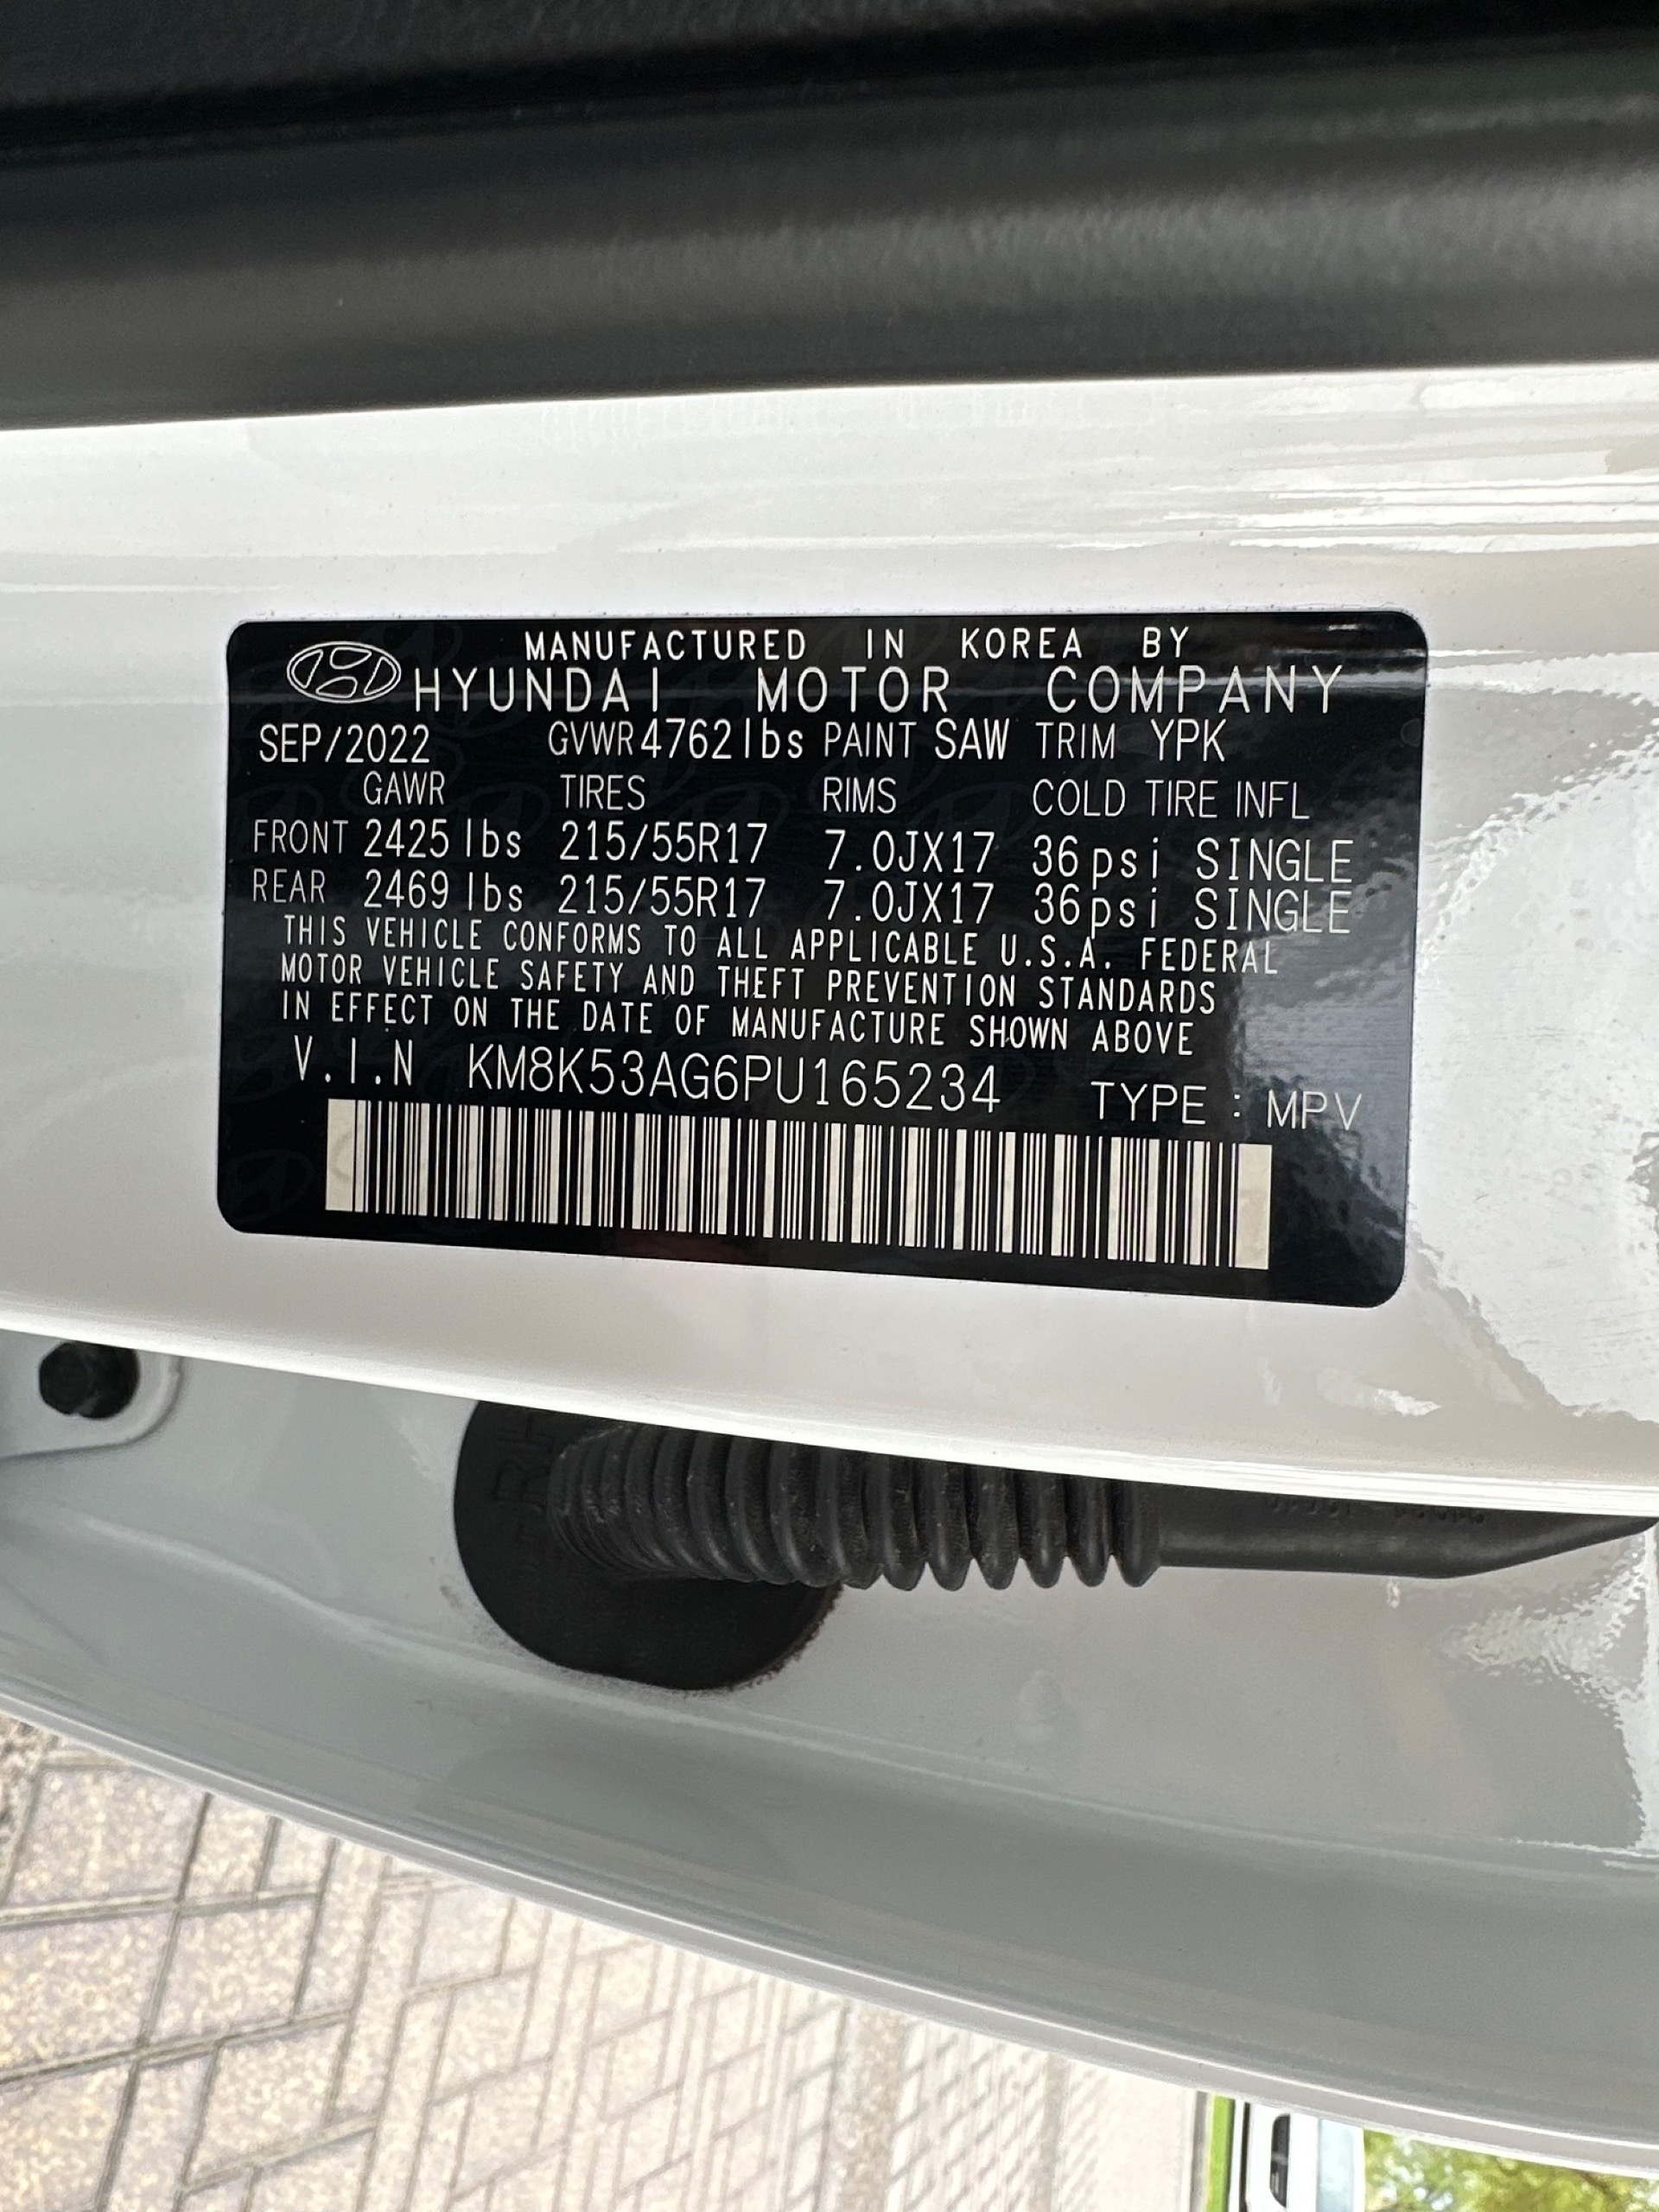 MANUFACTURED IN KOREA BY
HYUNDAI MOTOR COMPANY
SEP/2022 GVWR 4762lbs PAINT SAW TRIM YPK
GAWR TIRES RIMS COLD TIRE INFL
FRONT 2425 lbs 215/55R17 7.0JX17 36psi SINGLE
REAR 2469 lbs 215/55R17 7.0JX17 36psi SINGLE
THIS VEHICLE CONFORMS TO ALL APPLICABLE U.S.A. FEDERAL
MOTOR VEHICLE SAFETY AND THEFT PREVENTION STANDARDS
IN EFFECT ON THE DATE OF MANUFACTURE SHOWN ABOVE
V.I.N KM8K53AG6PU165234 TYPE : MPV
RH